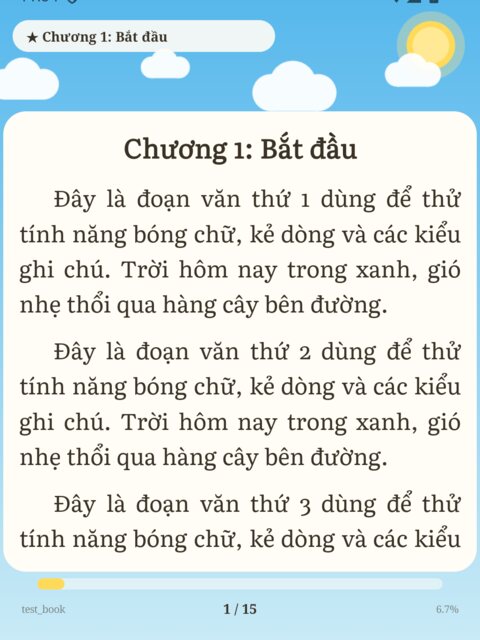 ★ Chương 1: Bắt đầu
Chương 1: Bắt đầu
Đây là đoạn văn thứ 1 dùng để thử
tính năng bóng chữ, kẻ dòng và các kiểu
ghi chú. Trời hôm nay trong xanh, gió
nhẹ thổi qua hàng cây bên đường.
Đây là đoạn văn thứ 2 dùng để thử
tính năng bóng chữ, kẻ dòng và các kiểu
ghi chú. Trời hôm nay trong xanh, gió
nhẹ thổi qua hàng cây bên đường.
Đây là đoạn văn thứ 3 dùng để thử
tính năng bóng chữ, kẻ dòng và các kiểu
test_book
1 / 15
6.7%